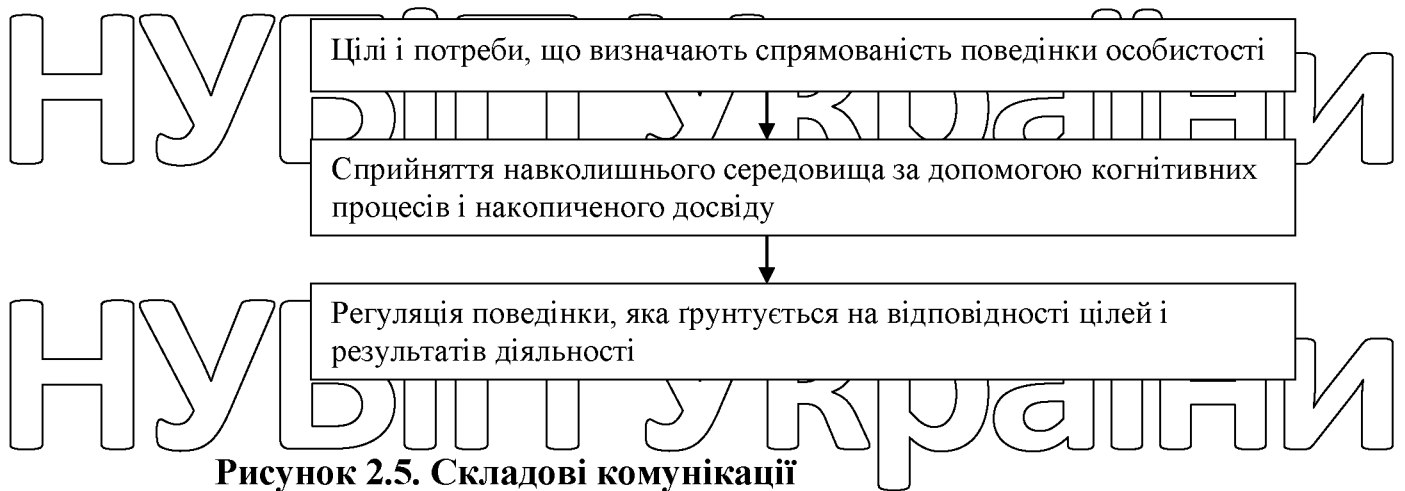 НУБіП України
Цілі і потреби, що визначають спрямованість поведінки особистості
Сприйняття навколишнього середовища за допомогою когнітивних
процесів і накопиченого досвіду
НУБіП України
Регуляція поведінки, яка ґрунтується на відповідності цілей і
результатів діяльності
Рисунок 2.5. Складові комунікації